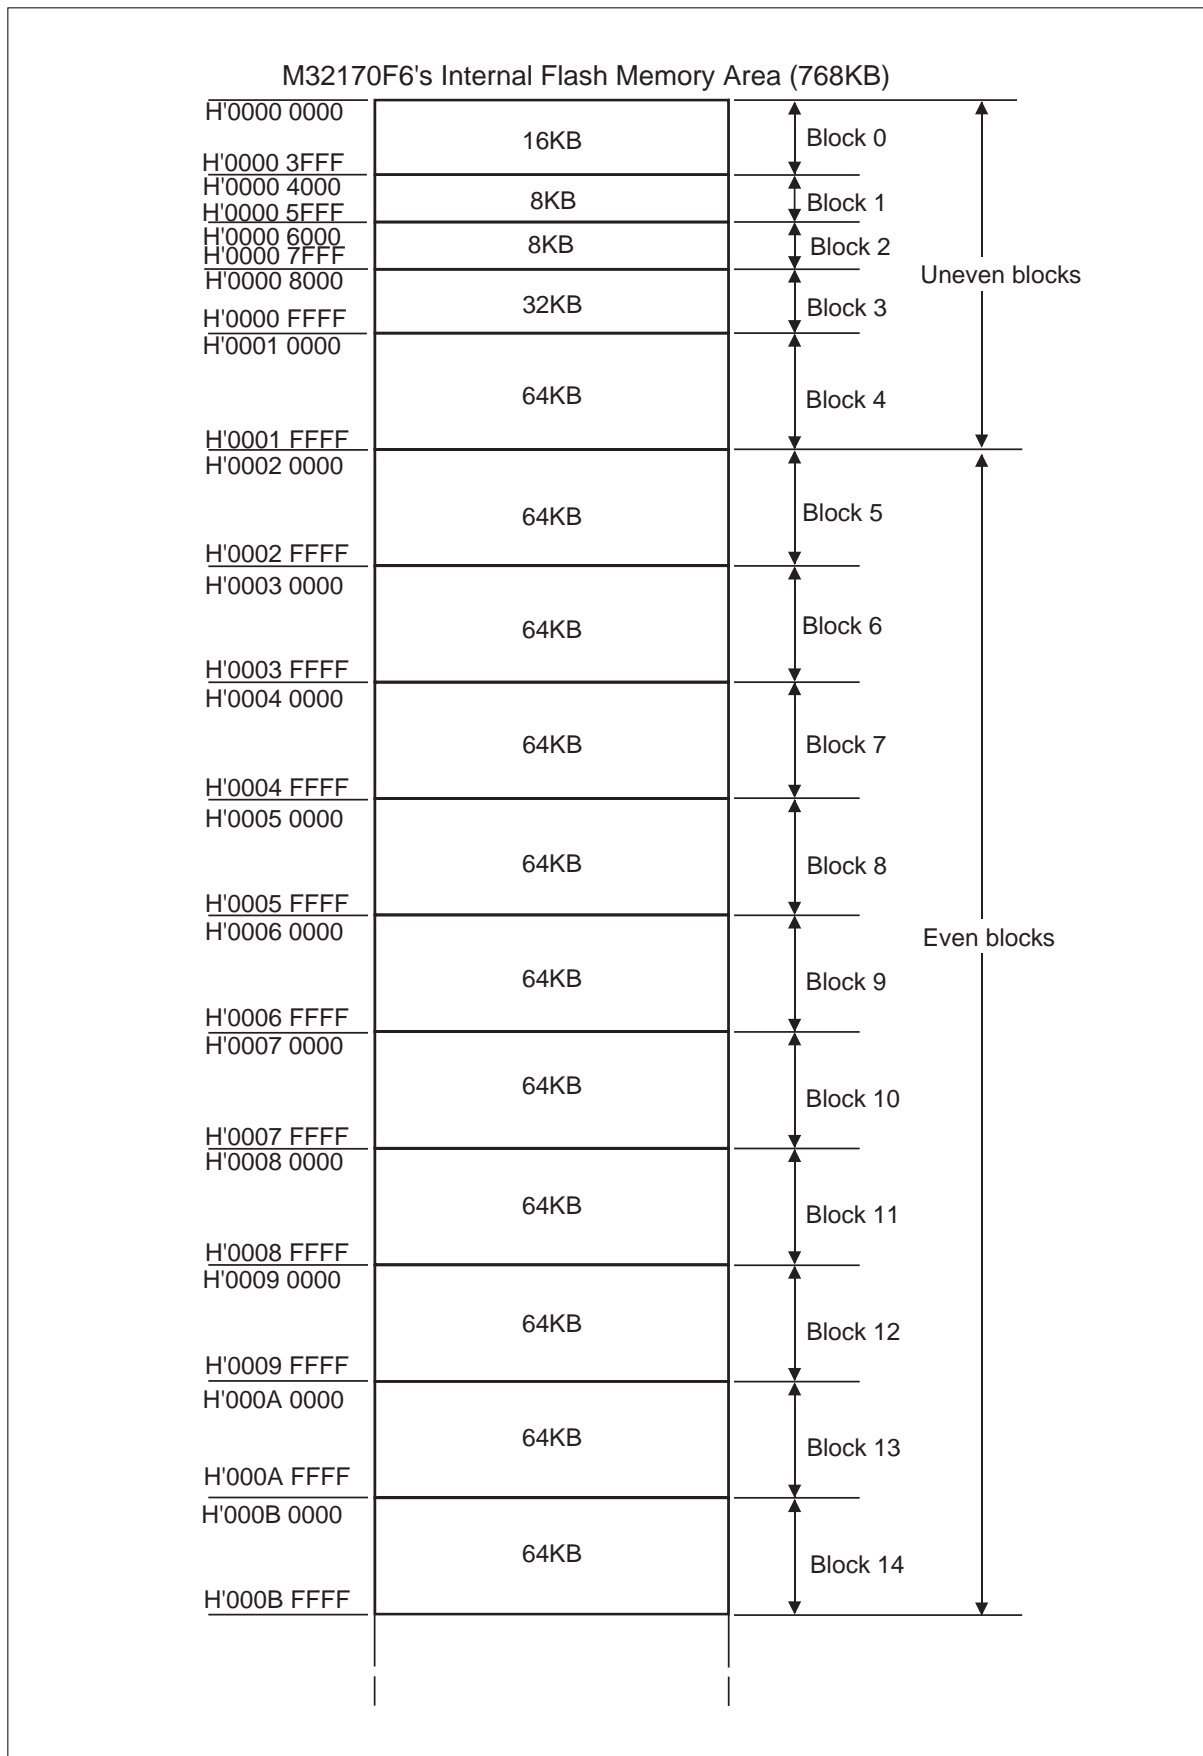 M32170F6's Internal Flash Memory Area (768KB)
H'0000 0000
16KB
Block 0
H'0000 3FFF
H'0000 4000
8KB
Block 1
H'0000 5FFF
H'0000 6000
8KB
Block 2
H'0000 7FFF
H'0000 8000
Uneven blocks
32KB
Block 3
H'0000 FFFF
H'0001 0000
64KB
Block 4
H'0001 FFFF
H'0002 0000
64KB
Block 5
H'0002 FFFF
H'0003 0000
64KB
Block 6
H'0003 FFFF
H'0004 0000
64KB
Block 7
H'0004 FFFF
H'0005 0000
64KB
Block 8
H'0005 FFFF
H'0006 0000
Even blocks
64KB
Block 9
H'0006 FFFF
H'0007 0000
64KB
Block 10
H'0007 FFFF
H'0008 0000
64KB
Block 11
H'0008 FFFF
H'0009 0000
64KB
Block 12
H'0009 FFFF
H'000A 0000
64KB
Block 13
H'000A FFFF
H'000B 0000
64KB
Block 14
H'000B FFFF